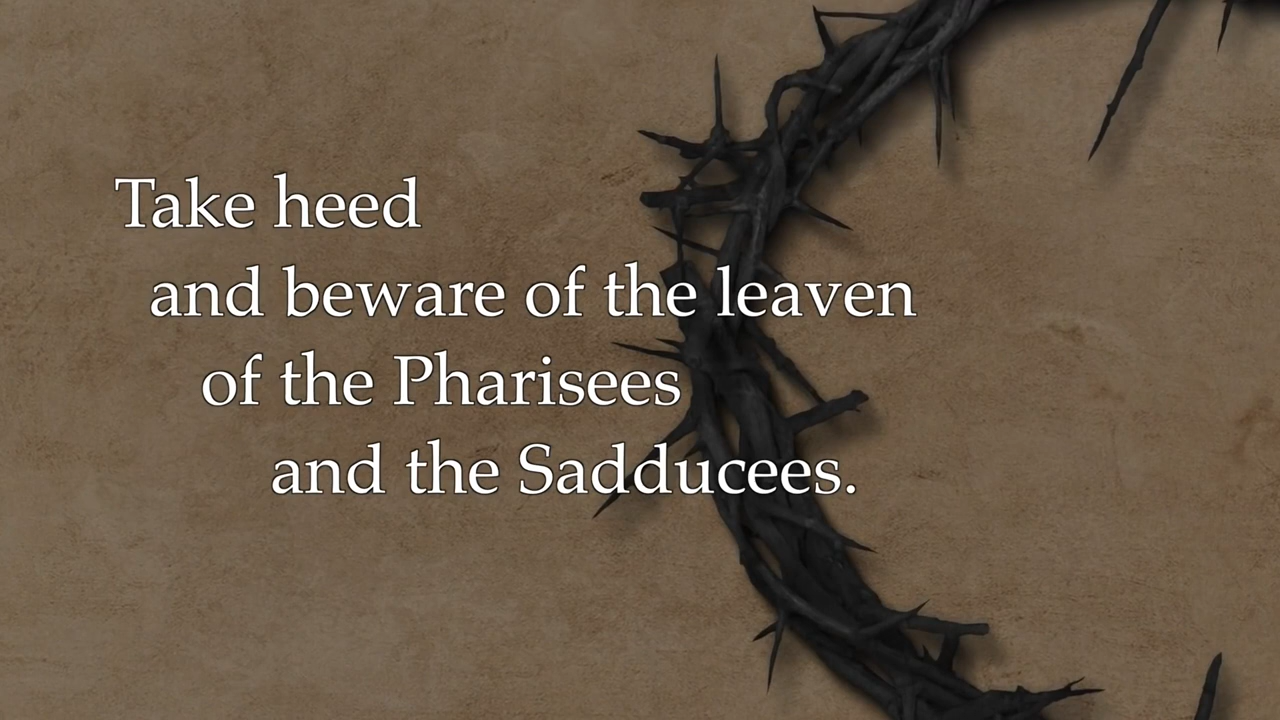 Take heed
and beware of the leaven
of the Pharisees
and the Sadducees.